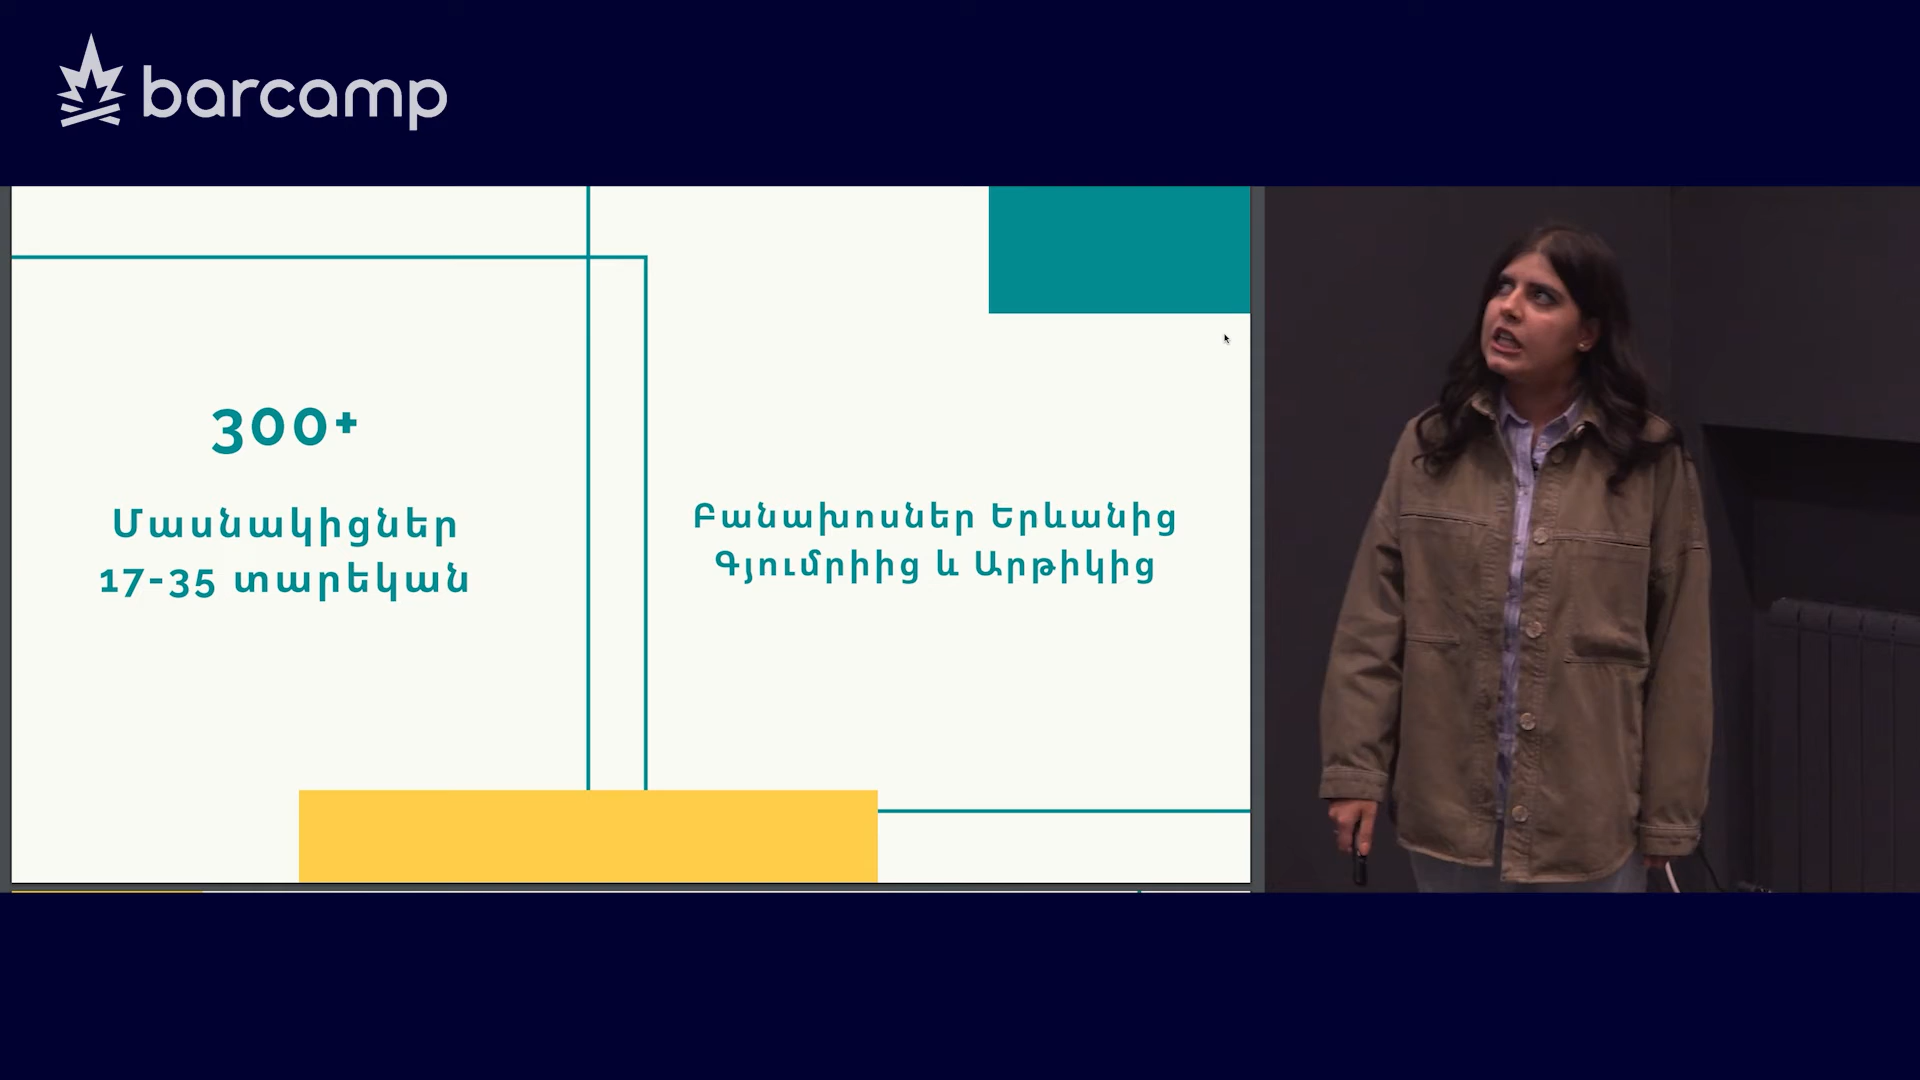 barcamp
300+
Մասնակիցներ
17-35 տարեկան
Բանախոսներ Երևանից
Գյումրիից և Արթիկից